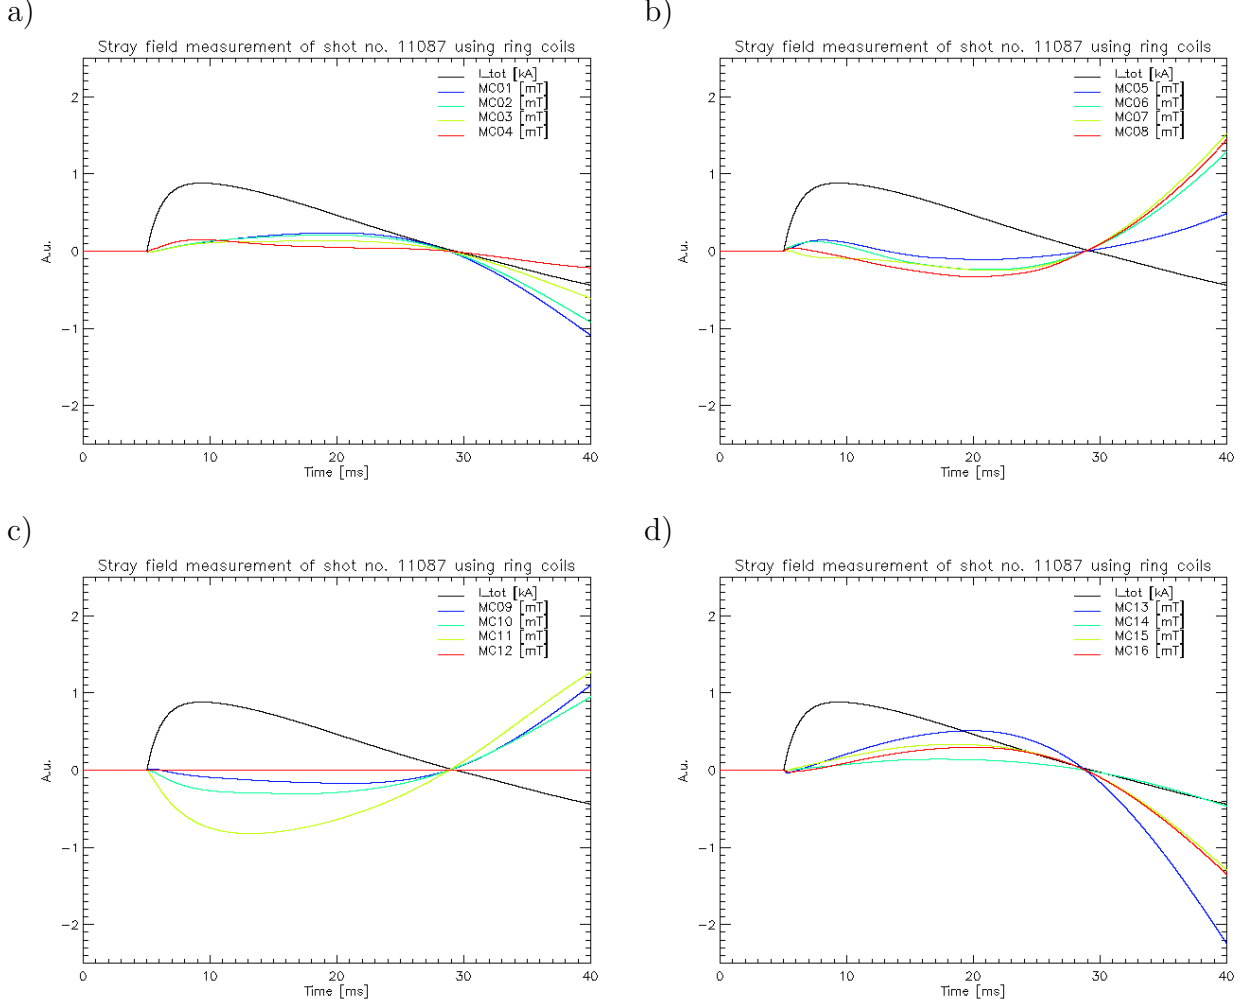 a)
Stray field measurement of shot no. 11087 using ring coils
I_tot [kA]
MC01 [mT]
MC02 [mT]
MC03 [mT]
MC04 [mT]
2
1
0
−1
−2
A.u.
0 10 20 30 40
Time [ms]
b)
Stray field measurement of shot no. 11087 using ring coils
I_tot [kA]
MC05 [mT]
MC06 [mT]
MC07 [mT]
MC08 [mT]
2
1
0
−1
−2
A.u.
0 10 20 30 40
Time [ms]
c)
Stray field measurement of shot no. 11087 using ring coils
I_tot [kA]
MC09 [mT]
MC10 [mT]
MC11 [mT]
MC12 [mT]
2
1
0
−1
−2
A.u.
0 10 20 30 40
Time [ms]
d)
Stray field measurement of shot no. 11087 using ring coils
I_tot [kA]
MC13 [mT]
MC14 [mT]
MC15 [mT]
MC16 [mT]
2
1
0
−1
−2
A.u.
0 10 20 30 40
Time [ms]